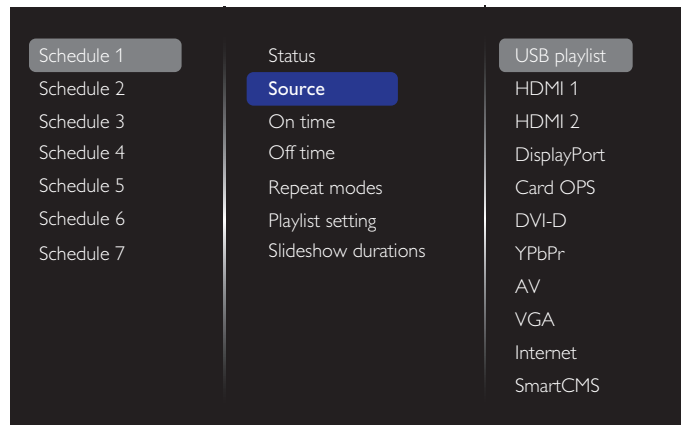 Schedule 1
Schedule 2
Schedule 3
Schedule 4
Schedule 5
Schedule 6
Schedule 7
Status
Source
On time
Off time
Repeat modes
Playlist setting
Slideshow durations
USB playlist
HDMI 1
HDMI 2
DisplayPort
Card OPS
DVI-D
YPbPr
AV
VGA
Internet
SmartCMS